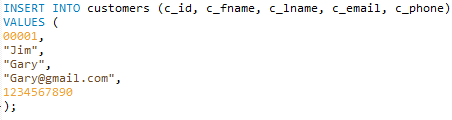 INSERT INTO customers (c_id, c_fname, c_lname, c_email, c_phone)
VALUES (
00001,
"Jim",
"Gary",
"Gary@gmail.com",
1234567890
);